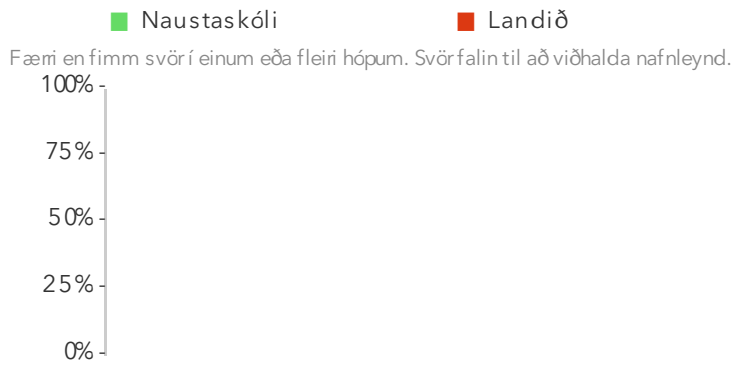 Naustaskóli Landið
Færri en fimm svör í einum eða fleiri hópum. Svör falin til að viðhalda nafnleynd.
100%
75%
50%
25%
0%